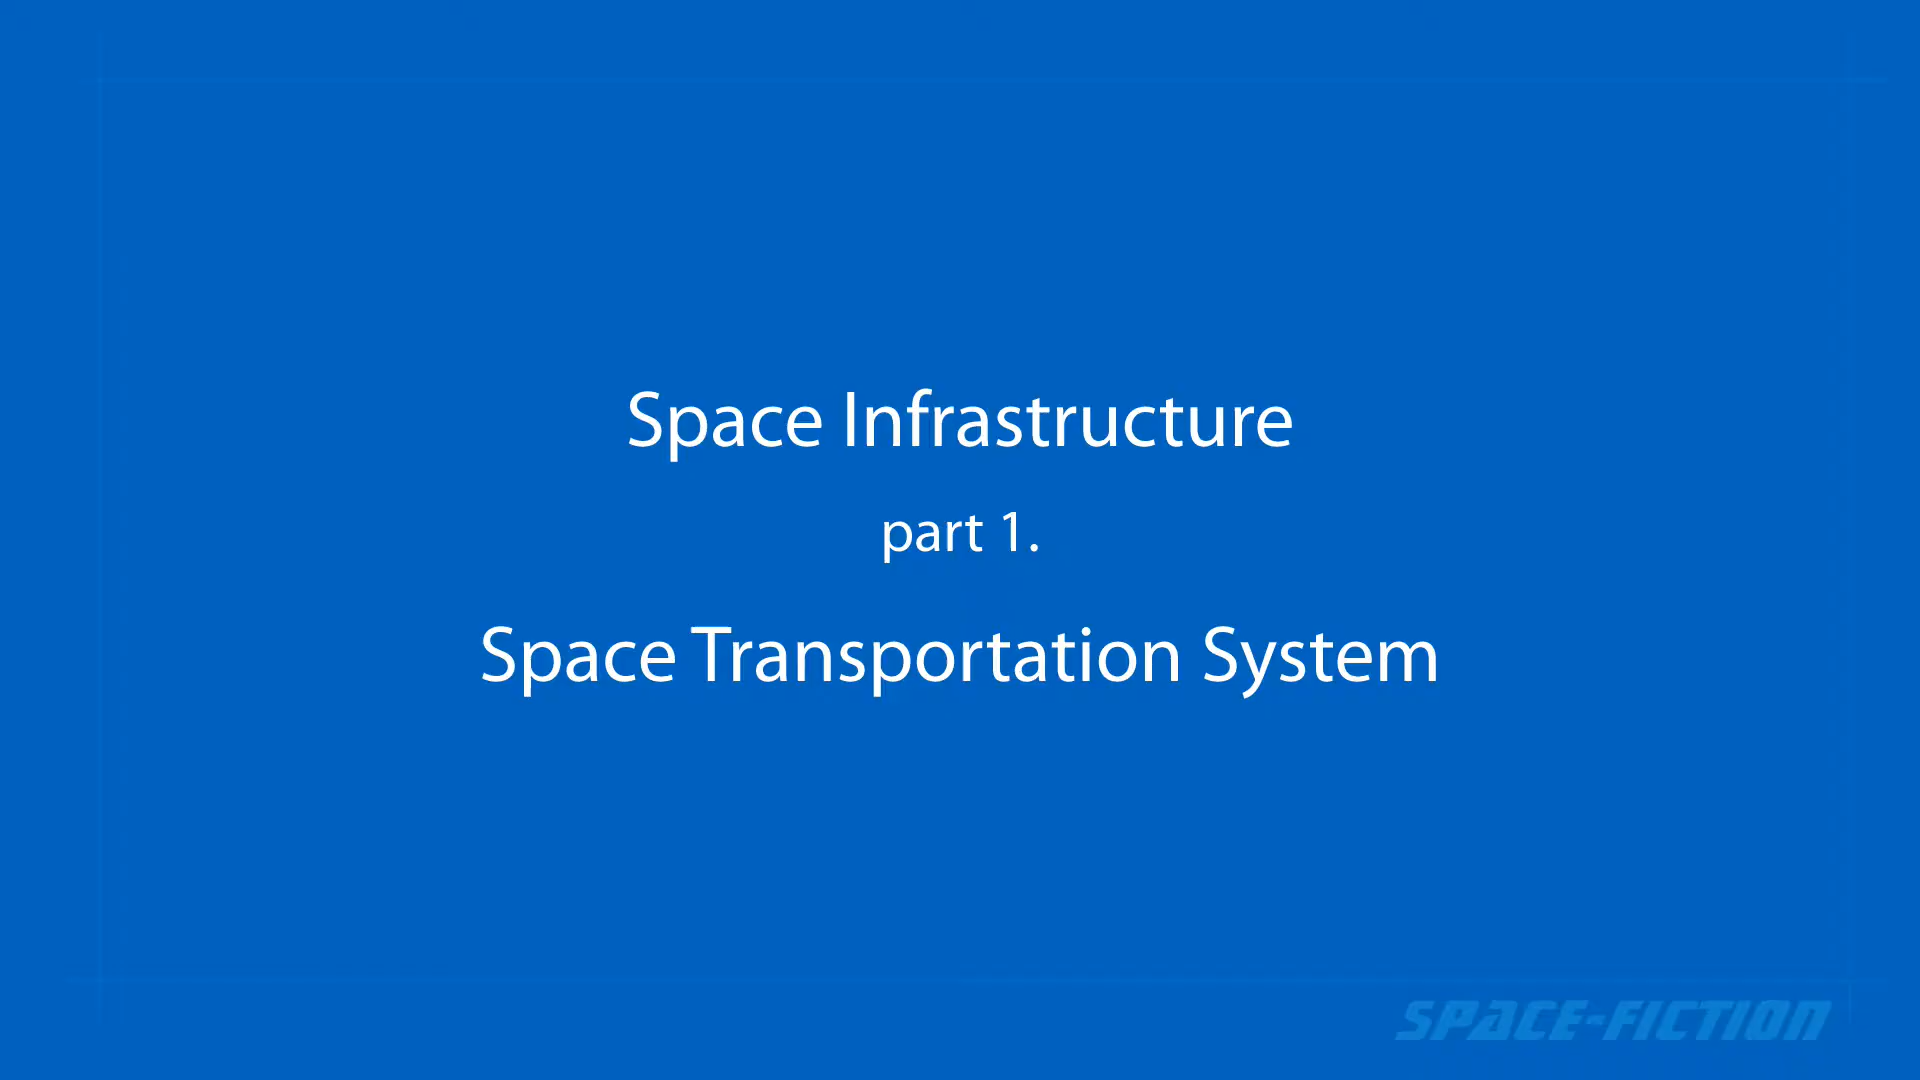 Space Infrastructure
part 1.
Space Transportation System
SPACE-FICTION